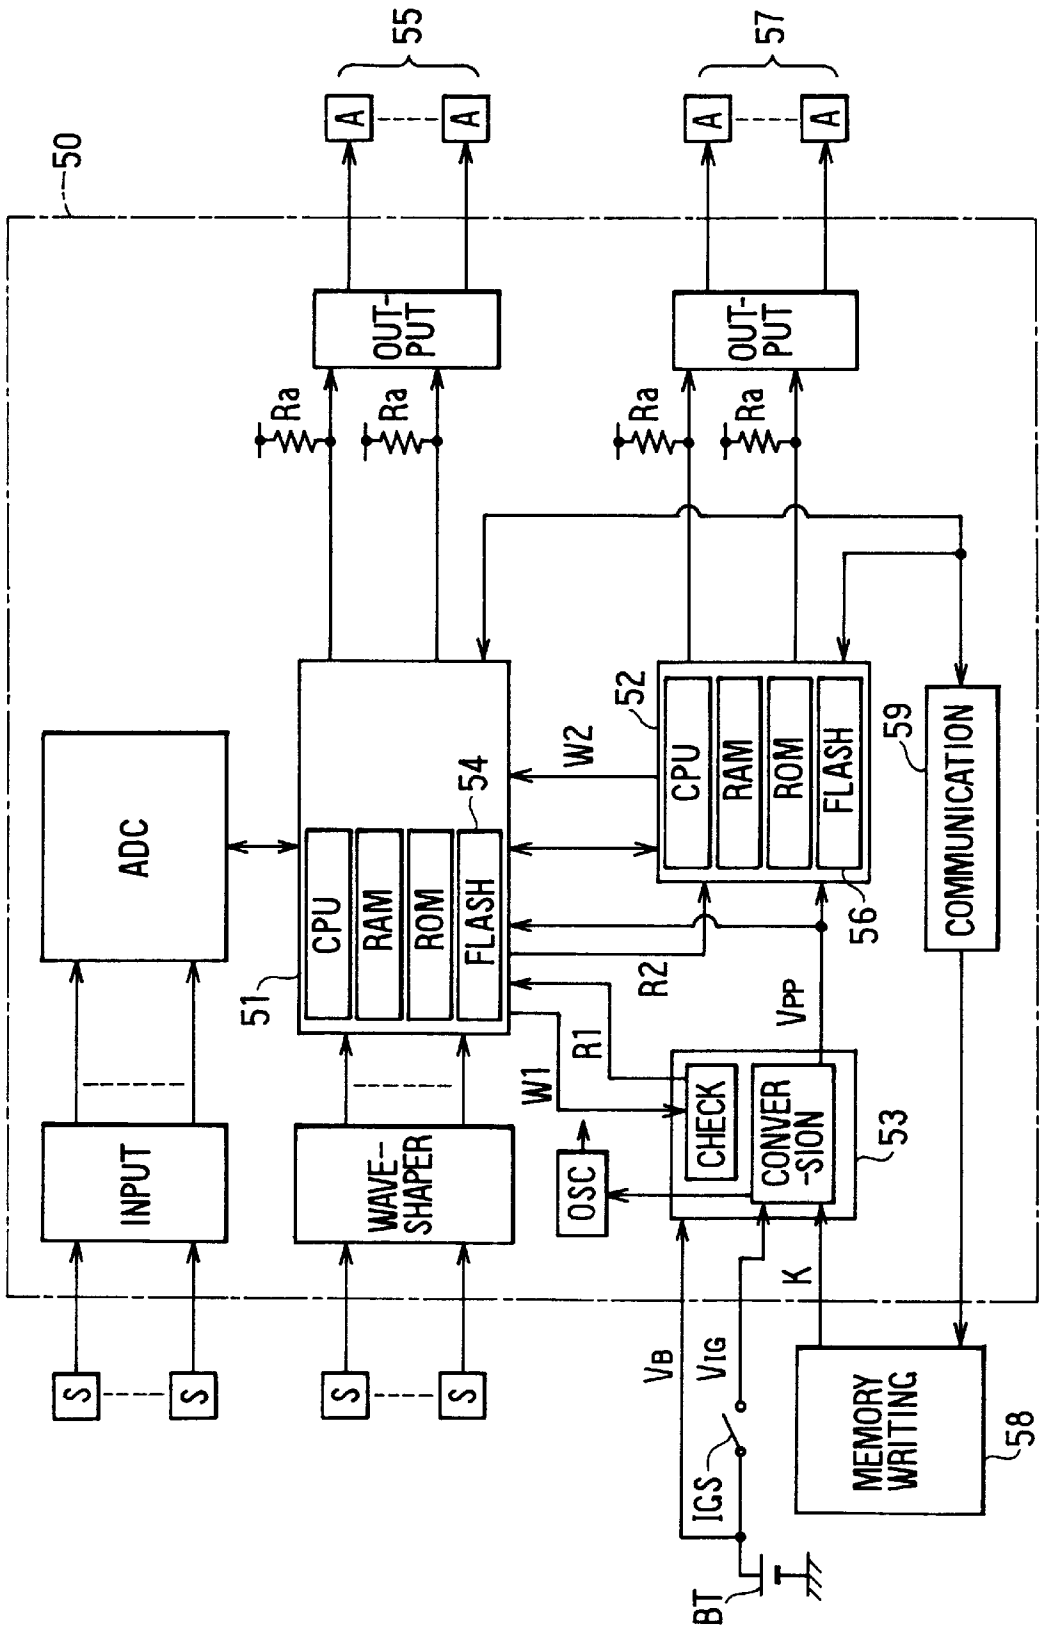 50
S
S
INPUT
ADC
S
S
WAVE-
SHAPER
51
CPU
RAM
ROM
FLASH
54
Ra
Ra
OUT-
PUT
A
A
55
OSC
W1
R1
R2
W2
VB
VIG
IGS
BT
K
CHECK
CONVER
-SION
53
VPP
52
CPU
RAM
ROM
FLASH
56
Ra
Ra
OUT-
PUT
A
A
57
MEMORY
WRITING
58
COMMUNICATION
59